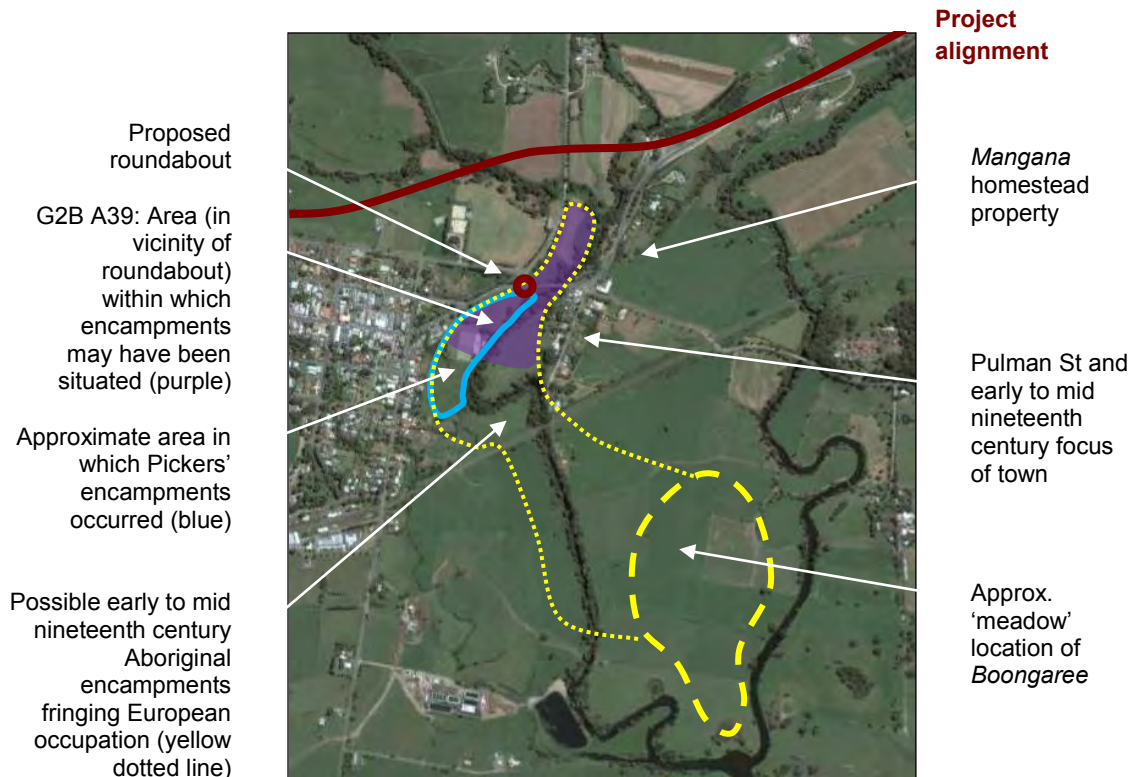 Project
alignment
Proposed
roundabout
G2B A39: Area (in
vicinity of
roundabout)
within which
encampments
may have been
situated (purple)
Approximate area in
which Pickers’
encampments
occurred (blue)
Possible early to mid
nineteenth century
Aboriginal
encampments
fringing European
occupation (yellow
dotted line)
Mangana
homestead
property
Pulman St and
early to mid
nineteenth
century focus
of town
Approx.
‘meadow’
location of
Boongaree